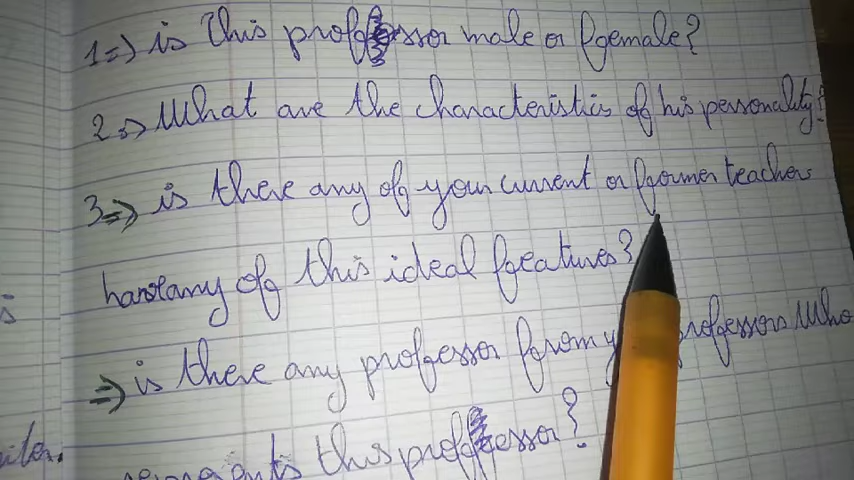 1=> is this professor male or female?
2=> What are the characteristics of his personality?
3=> is there any of your current or former teachers
any of this ideal features?
=> is there any professor from professors who
this professor?